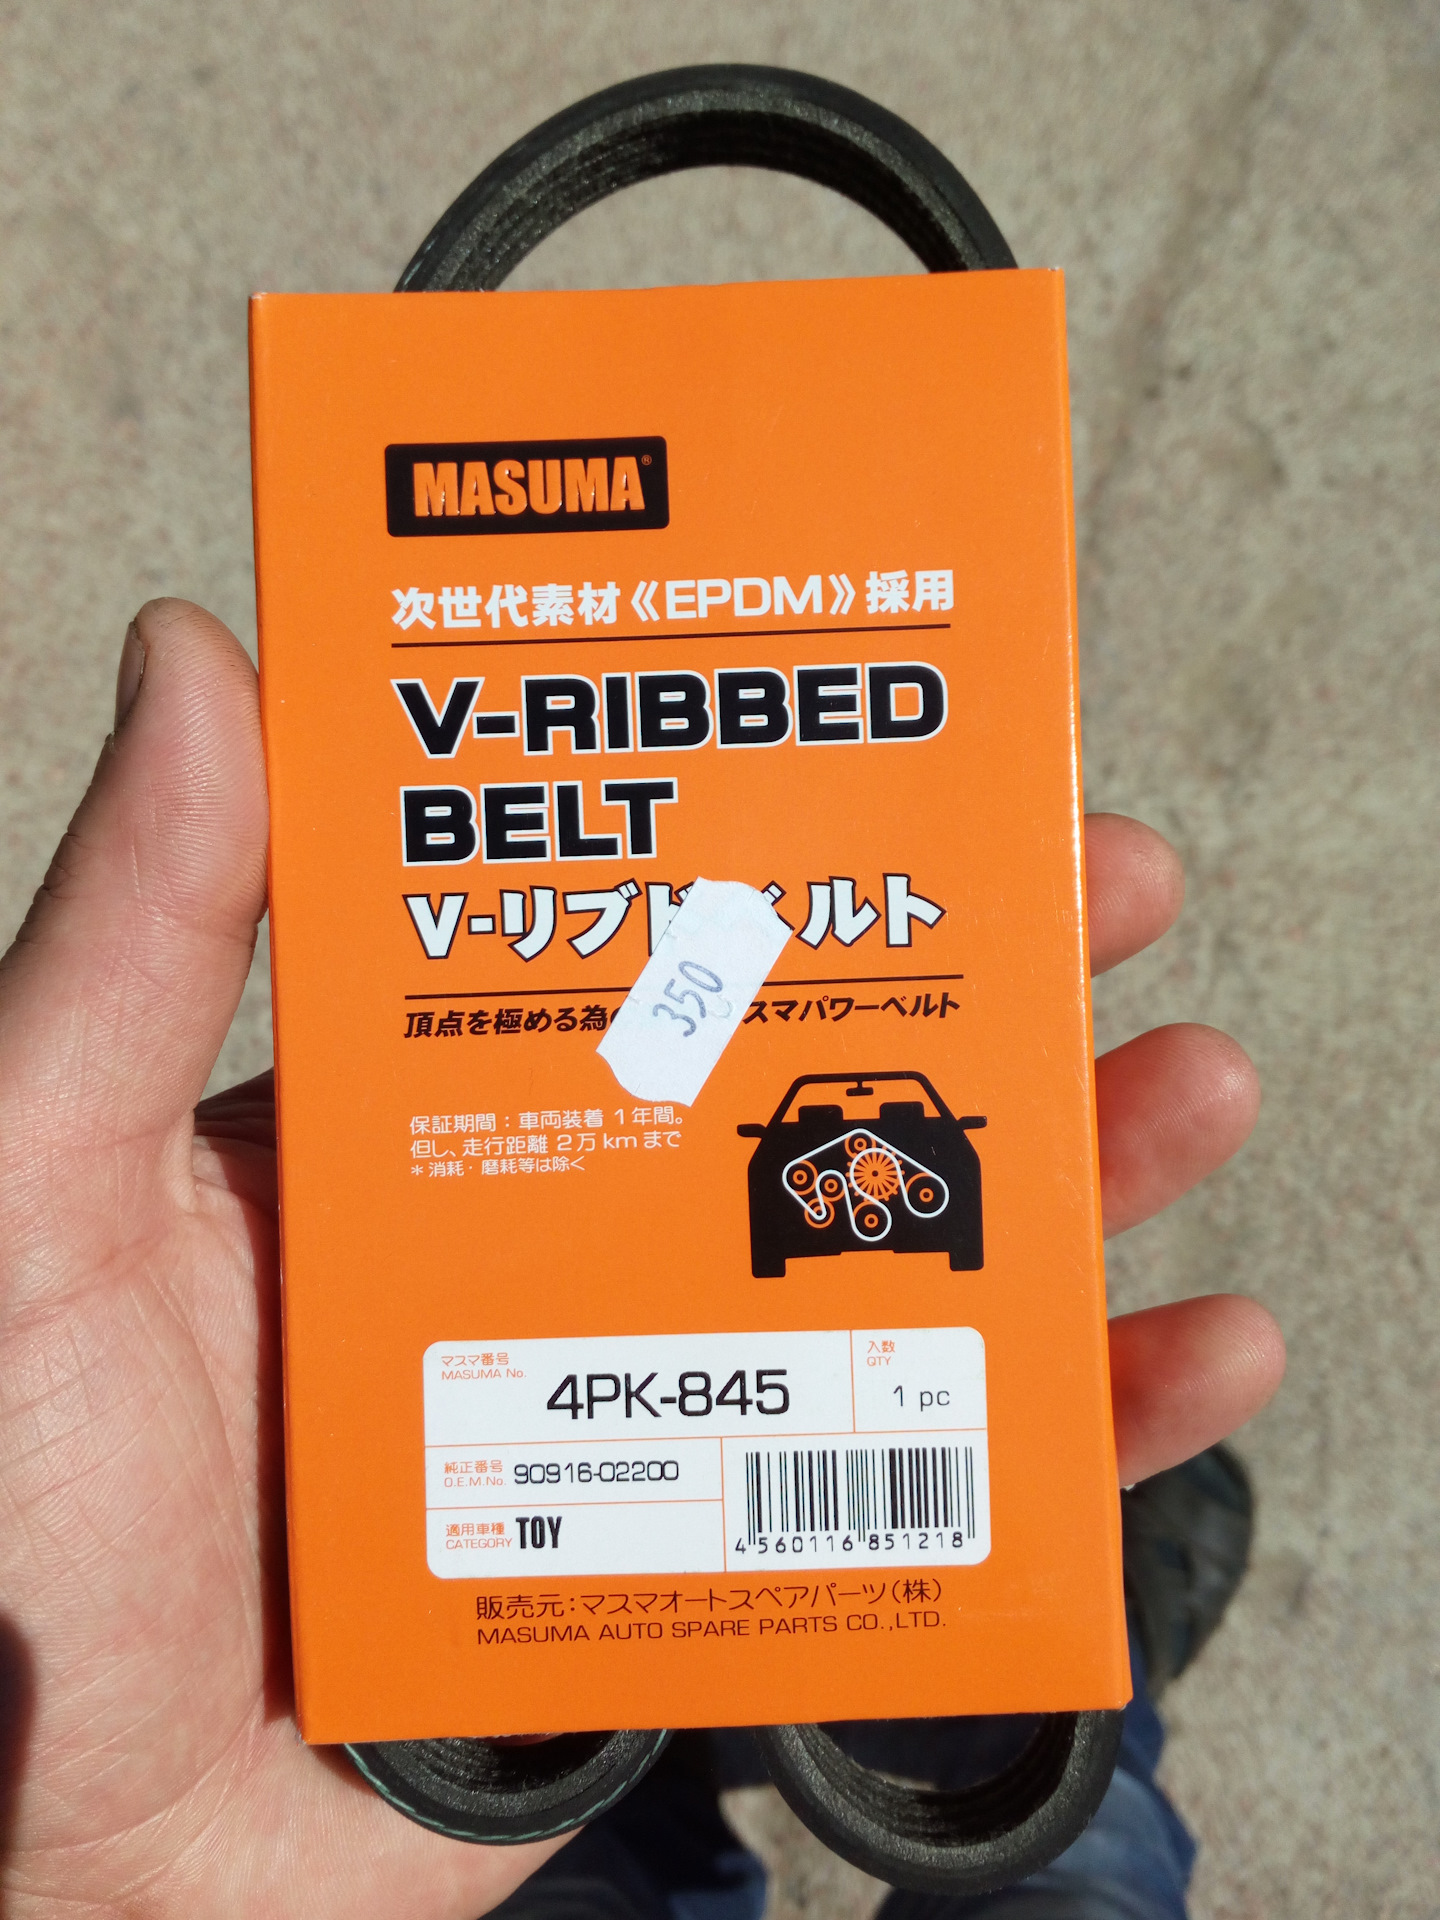 MASUMA®
次世代素材《EPDM》採用
V-RIBBED
BELT
V-リブド ルト
350
頂点を極める為 スマパワーベルト
保証期間：車両装着 1年間。
但し、走行距離 2万kmまで
*消耗・磨耗等は除く
マスマ番号
MASUMA No.
4PK-845
入数
QTY
1 pc
純正番号
O.E.M.No.
90916-02200
適用車種
CATEGORY
TOY
4560116851218
販売元：マスマオートスペアパーツ（株）
MASUMA AUTO SPARE PARTS CO.,LTD.